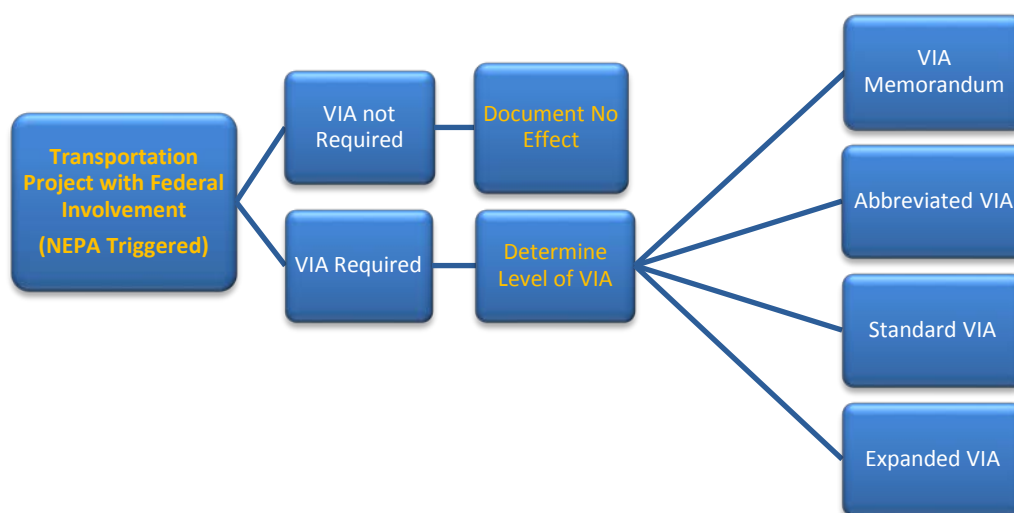 Transportation
Project with Federal
Involvement
(NEPA Triggered)
VIA not
Required
Document No
Effect
VIA Required
Determine
Level of VIA
VIA
Memorandum
Abbreviated VIA
Standard VIA
Expanded VIA